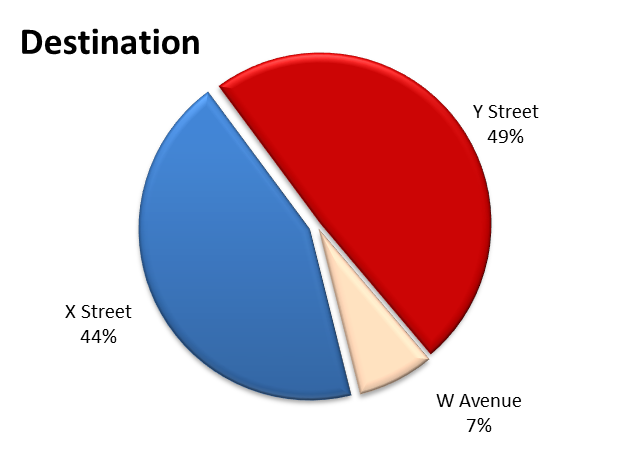 Destination
Y Street
49%
X Street
44%
W Avenue
7%